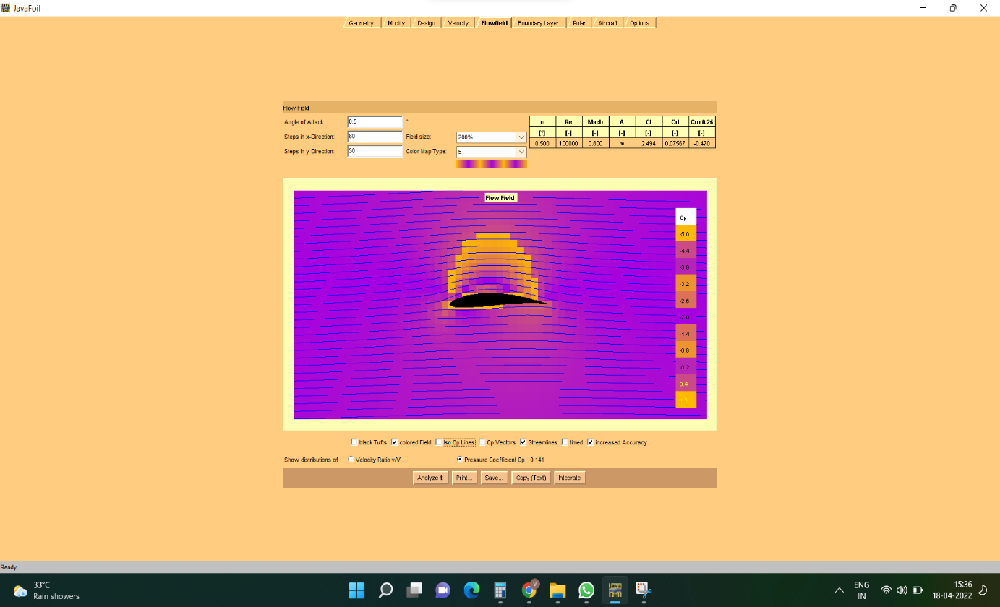 JavaFoil
Geometry Modify Design Velocity Flowfield Boundary Layer Polar Aircraft Options
Flow Field
Angle of Attack: 0.5 °
Steps in x-Direction: 60 Field size: 200%
Steps in y-Direction: 30 Color Map Type: 5
α Re Mach Λ Cl Cd Cm 0.25
[°] [-] [-] [-] [-] [-] [-]
0.500 100000 0.800 ∞ 2.494 0.07567 -0.470
Flow Field
Cp
-5.0
-4.4
-3.8
-3.2
-2.6
-2.0
-1.4
-0.8
-0.2
0.4
1.0
black Tufts colored Field Iso Cp Lines Cp Vectors Streamlines timed increased Accuracy
Show distributions of Velocity Ratio v/V Pressure Coefficient Cp 0.141
Analyze It! Print... Save... Copy (Text) Integrate
Ready
33°C
Rain showers
ENG
IN
15:36
18-04-2022